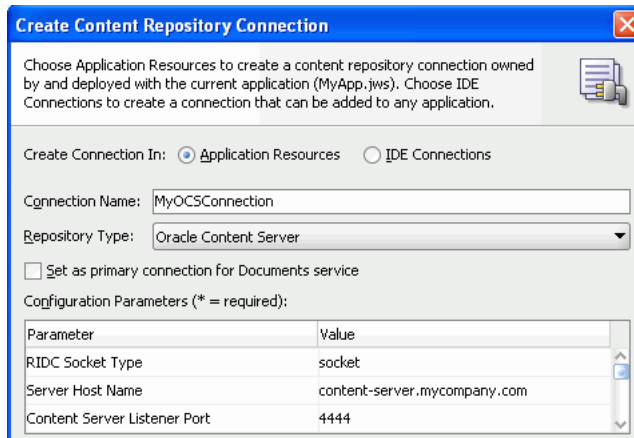 Create Content Repository Connection
Choose Application Resources to create a content repository connection owned
by and deployed with the current application (MyApp.jws). Choose IDE
Connections to create a connection that can be added to any application.
Create Connection In: Application Resources IDE Connections
Connection Name: MyOCSConnection
Repository Type: Oracle Content Server
Set as primary connection for Documents service
Configuration Parameters (* = required):
Parameter Value
RIDC Socket Type socket
Server Host Name content-server.mycompany.com
Content Server Listener Port 4444